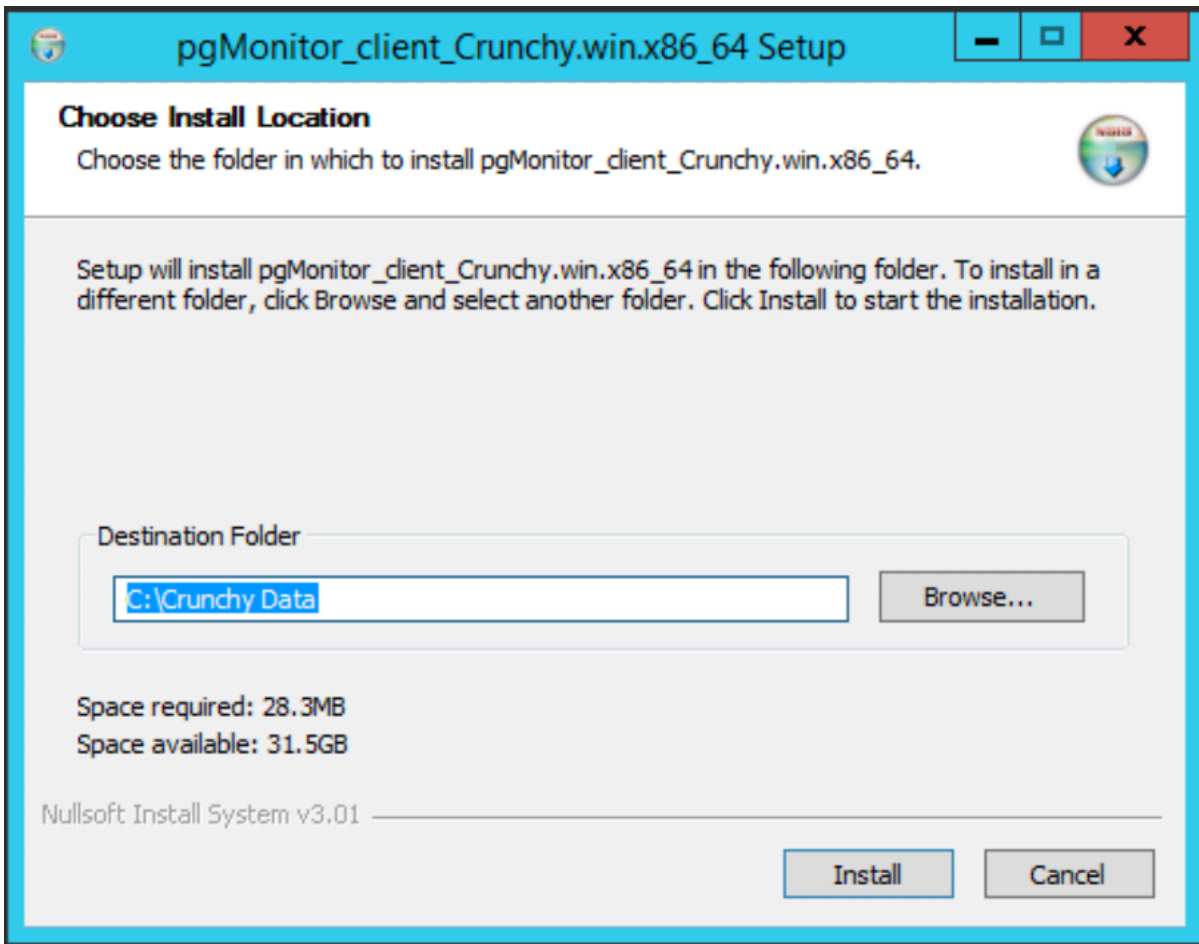 pgMonitor_client_Crunchy.win.x86_64 Setup
Choose Install Location
Choose the folder in which to install pgMonitor_client_Crunchy.win.x86_64.
Setup will install pgMonitor_client_Crunchy.win.x86_64 in the following folder. To install in a
different folder, click Browse and select another folder. Click Install to start the installation.
Destination Folder
C:\Crunchy Data
Browse...
Space required: 28.3MB
Space available: 31.5GB
Nullsoft Install System v3.01
Install
Cancel